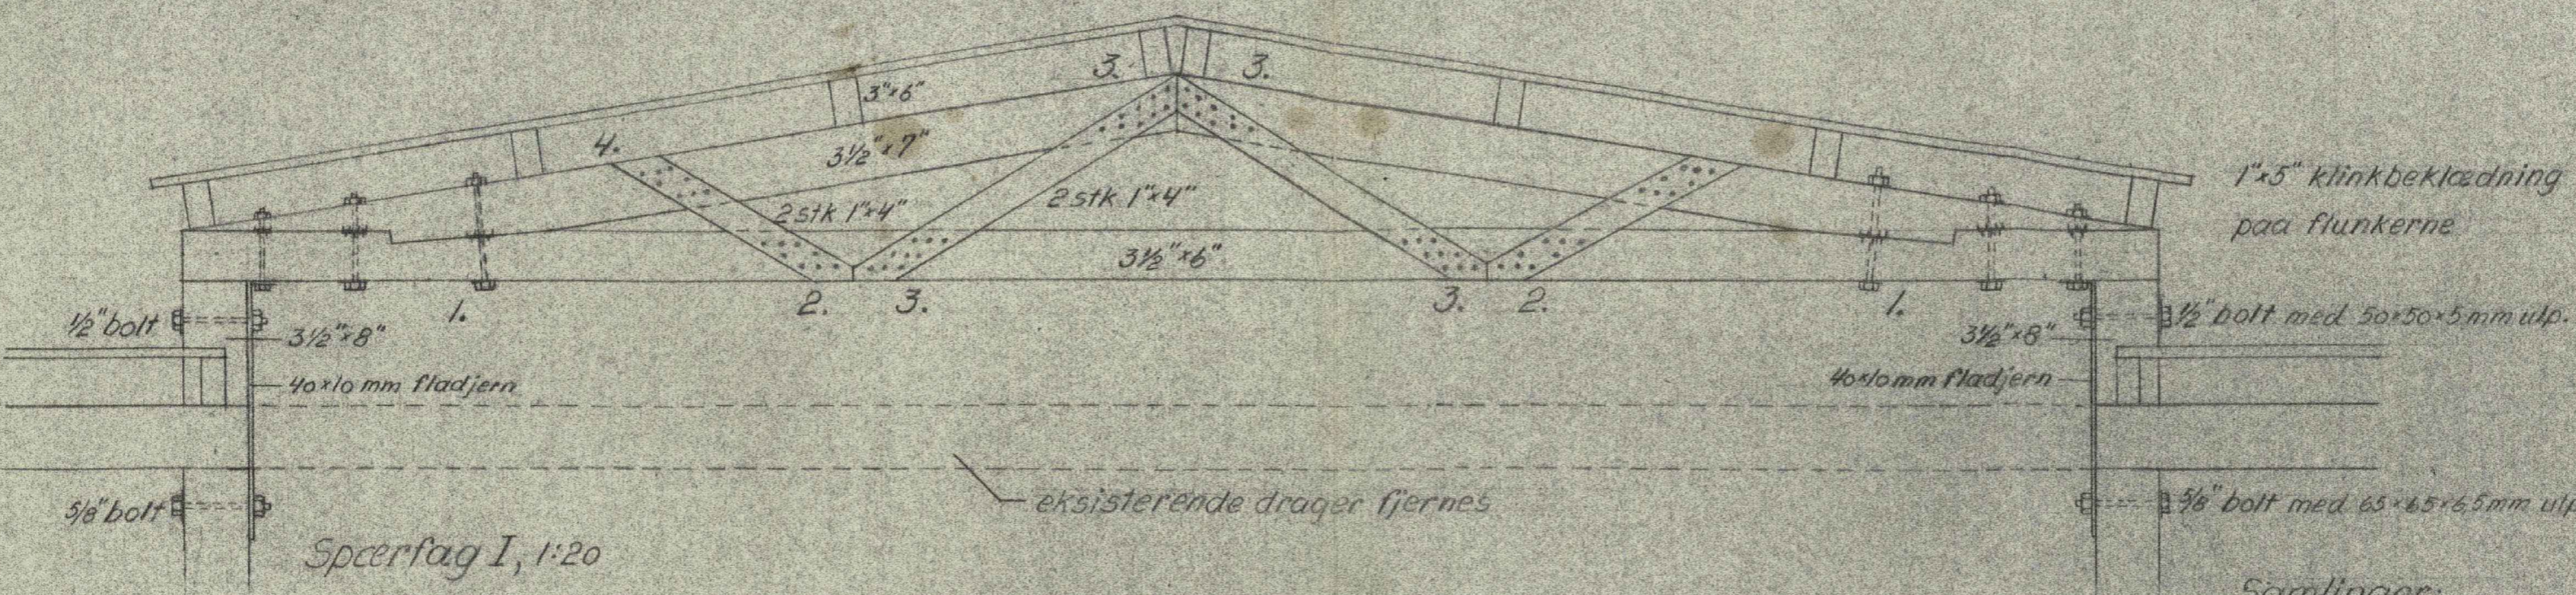 3.
3.
3"×6"
4.
3½"×7"
1"×5" klinkbeklædning
paa flunkerne
2 stk 1"×4"
2 stk 1"×4"
3½"×6"
1.
2.
3.
3.
2.
1.
½" bolt
3½"×8"
40×10 mm fladjern
3½"×8"
40×10 mm fladjern
½" bolt med 50×50×5 mm ulp.
5/8" bolt
eksisterende drager fjernes
5/8" bolt med 65×65×6,5 mm ulp
Spærfag I, 1:20
Samlinger: